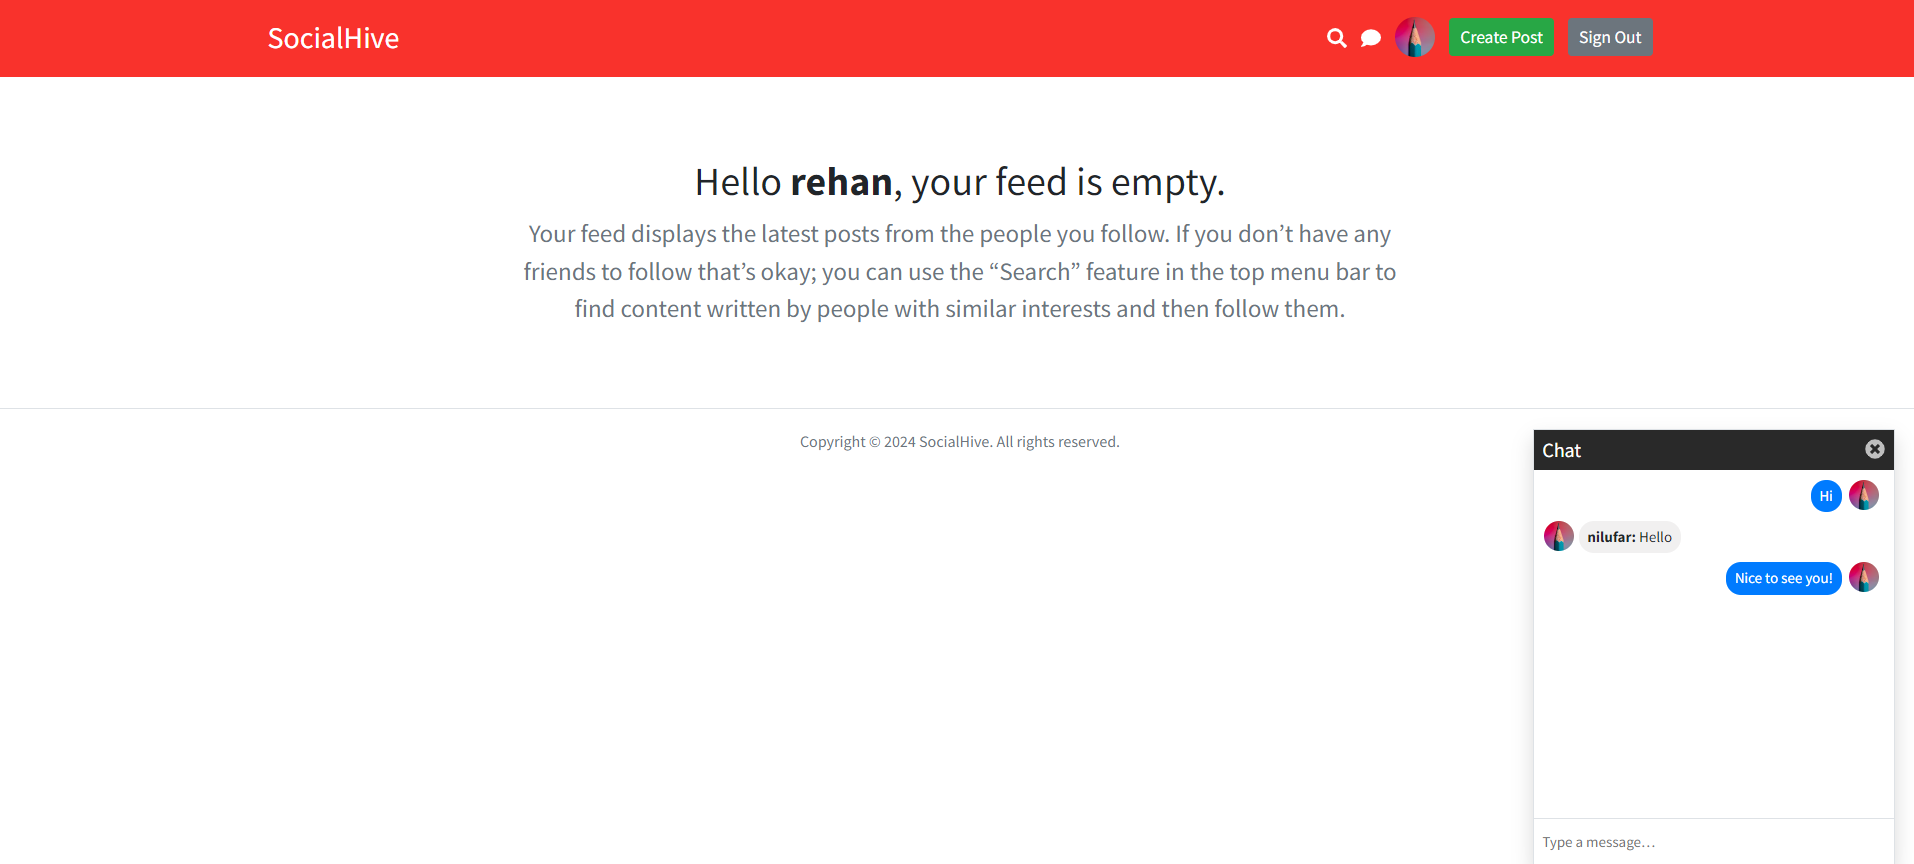 SocialHive
Create Post
Sign Out
Hello rehan, your feed is empty.
Your feed displays the latest posts from the people you follow. If you don’t have any
friends to follow that’s okay; you can use the “Search” feature in the top menu bar to
find content written by people with similar interests and then follow them.
Copyright © 2024 SocialHive. All rights reserved.
Chat
Hi
nilufar: Hello
Nice to see you!
Type a message…